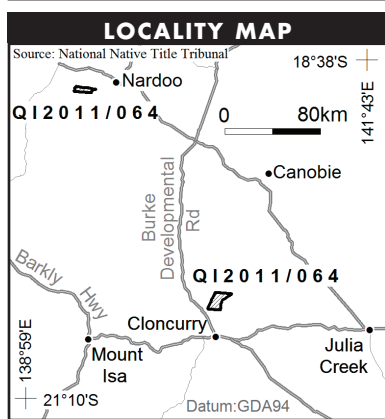 LOCALITY MAP
Source: National Native Title Tribunal
18°38'S
141°43'E
Nardoo
QI2011/064
0 80km
Canobie
Burke
Developmental
Rd
QI2011/064
Barkly
Hwy
Cloncurry
Mount
Isa
Julia
Creek
138°59'E
21°10'S
Datum:GDA94